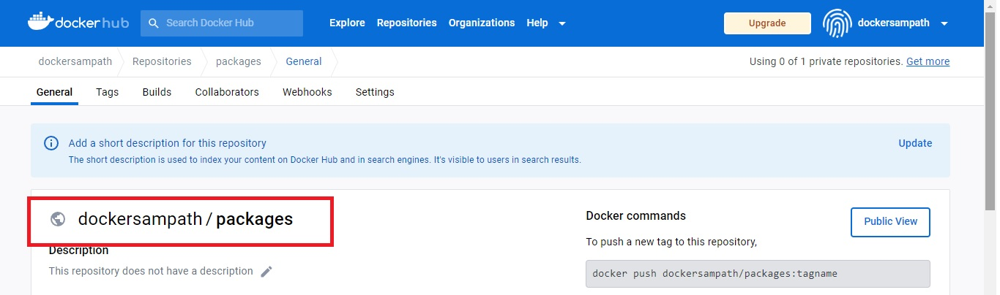 dockerhub Search Docker Hub Explore Repositories Organizations Help Upgrade dockersampath
dockersampath Repositories packages General Using 0 of 1 private repositories. Get more
General Tags Builds Collaborators Webhooks Settings
Add a short description for this repository Update
The short description is used to index your content on Docker Hub and in search engines. It's visible to users in search results.
dockersampath / packages
Description
This repository does not have a description
Docker commands Public View
To push a new tag to this repository,
docker push dockersampath/packages:tagname